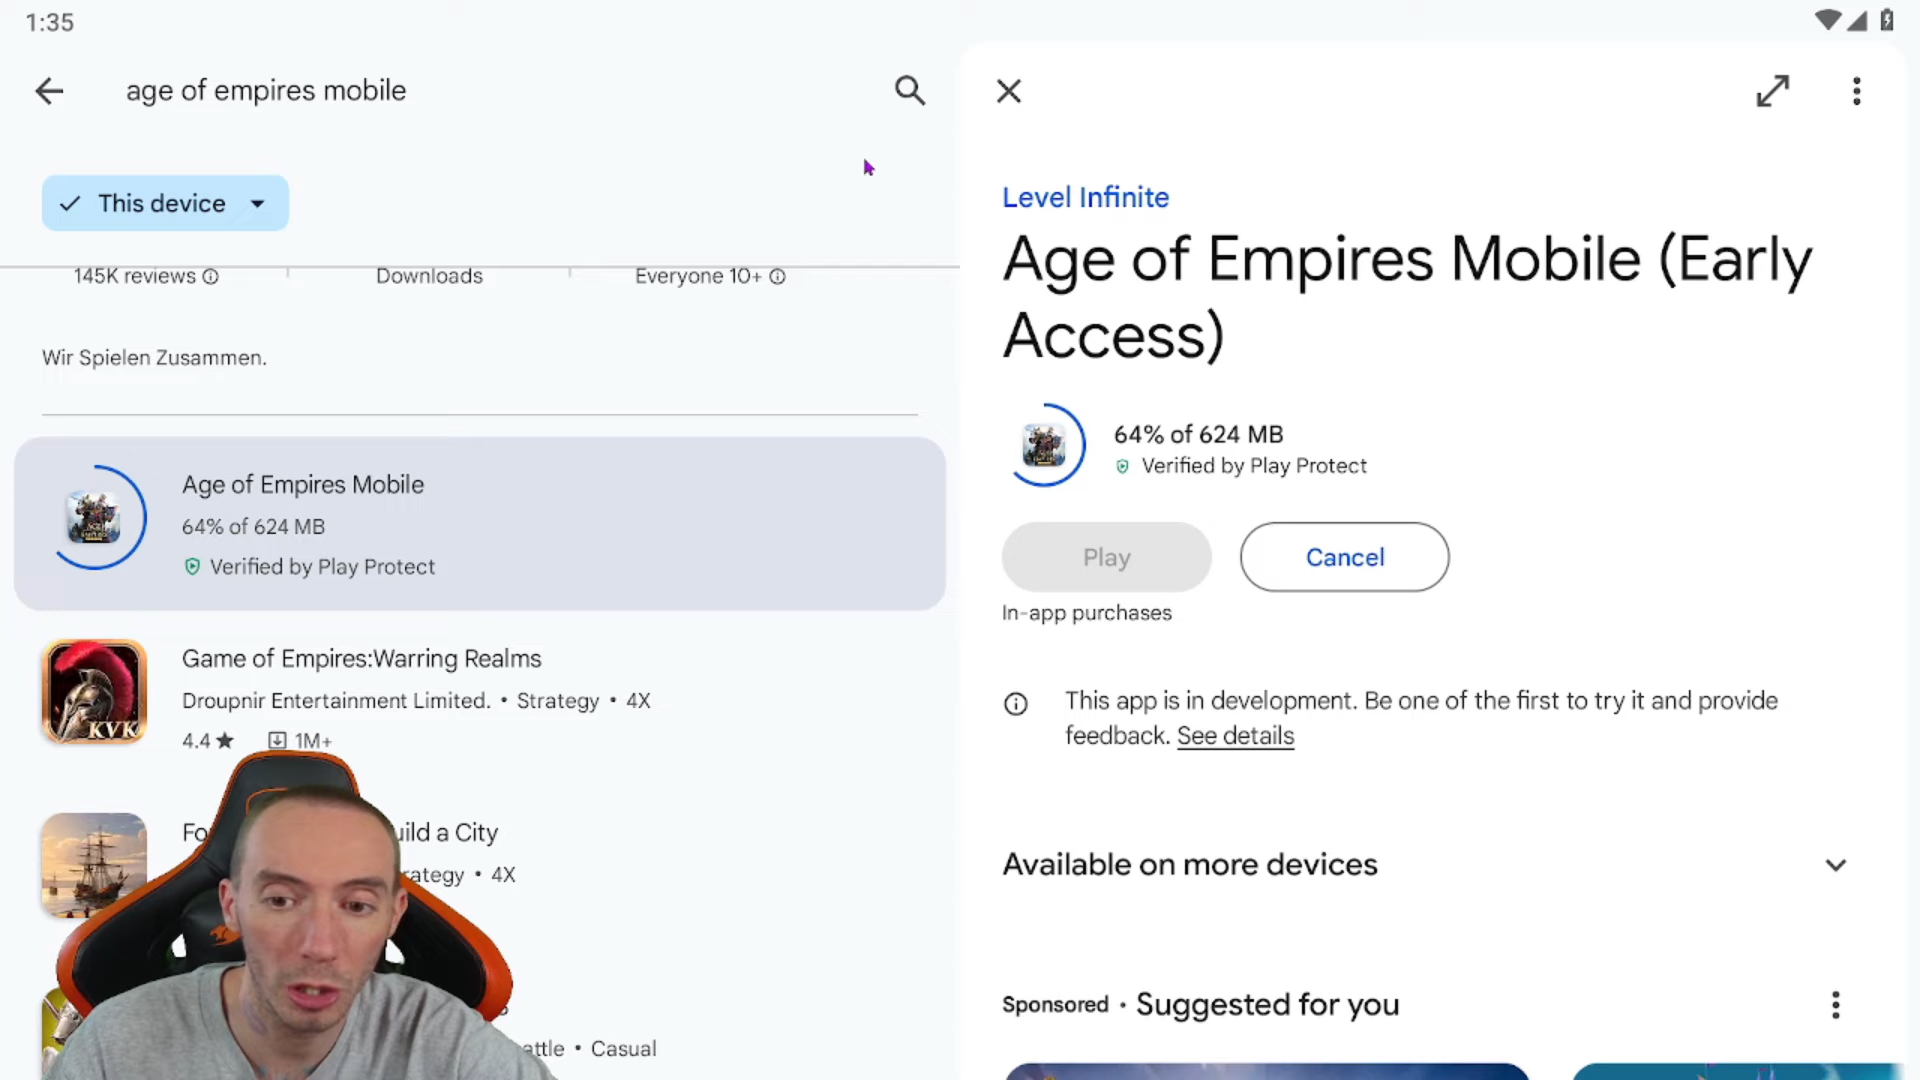 1:35
age of empires mobile
This device
145K reviews
Downloads
Everyone 10+
Wir Spielen Zusammen.
Age of Empires Mobile
64% of 624 MB
Verified by Play Protect
Game of Empires:Warring Realms
Droupnir Entertainment Limited. • Strategy • 4X
KVK
4.4★ 1M+
Fo uild a City
rategy • 4X
attle • Casual
Level Infinite
Age of Empires Mobile (Early
Access)
64% of 624 MB
Verified by Play Protect
Play
Cancel
In-app purchases
This app is in development. Be one of the first to try it and provide
feedback. See details
Available on more devices
Sponsored • Suggested for you